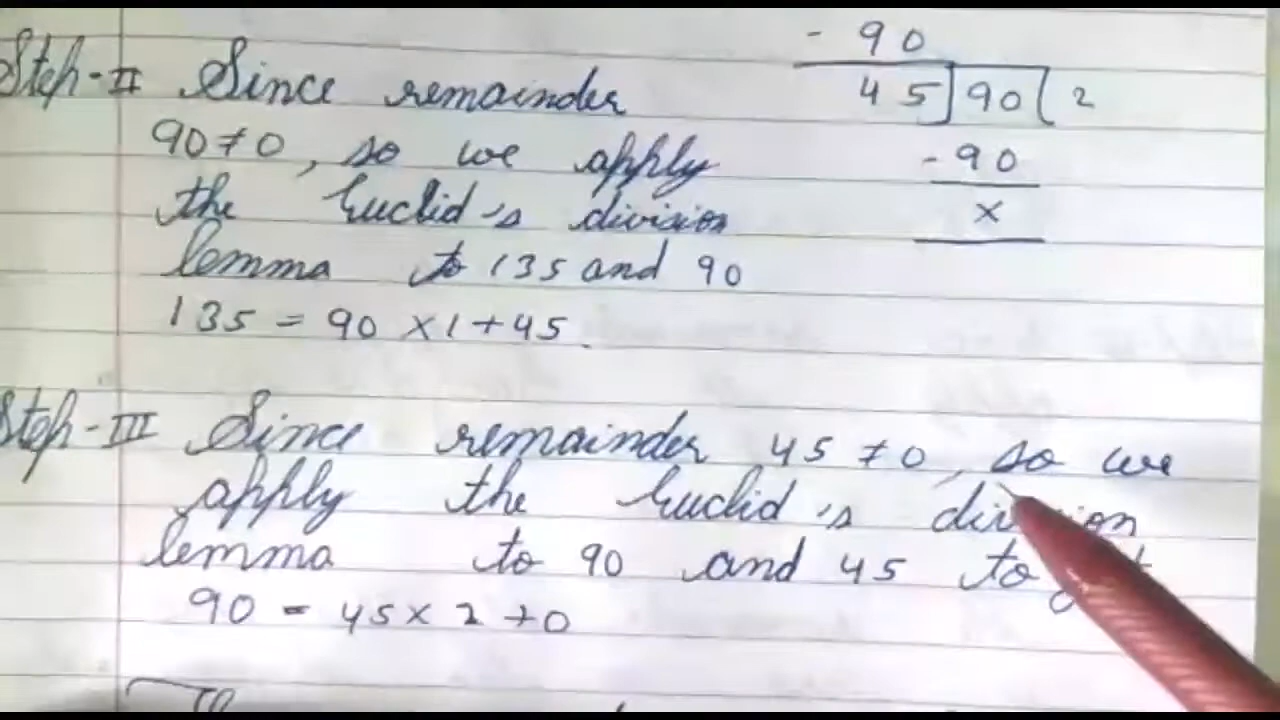 - 90
45 90 2
- 90
×
Step-II Since remainder
90≠0, so we apply
the Euclid's division
lemma to 135 and 90
135 = 90 ×1+45.
Step-III Since remainder 45 ≠0, so we
apply the Euclid's division
lemma to 90 and 45 to
90 = 45× 2 +0